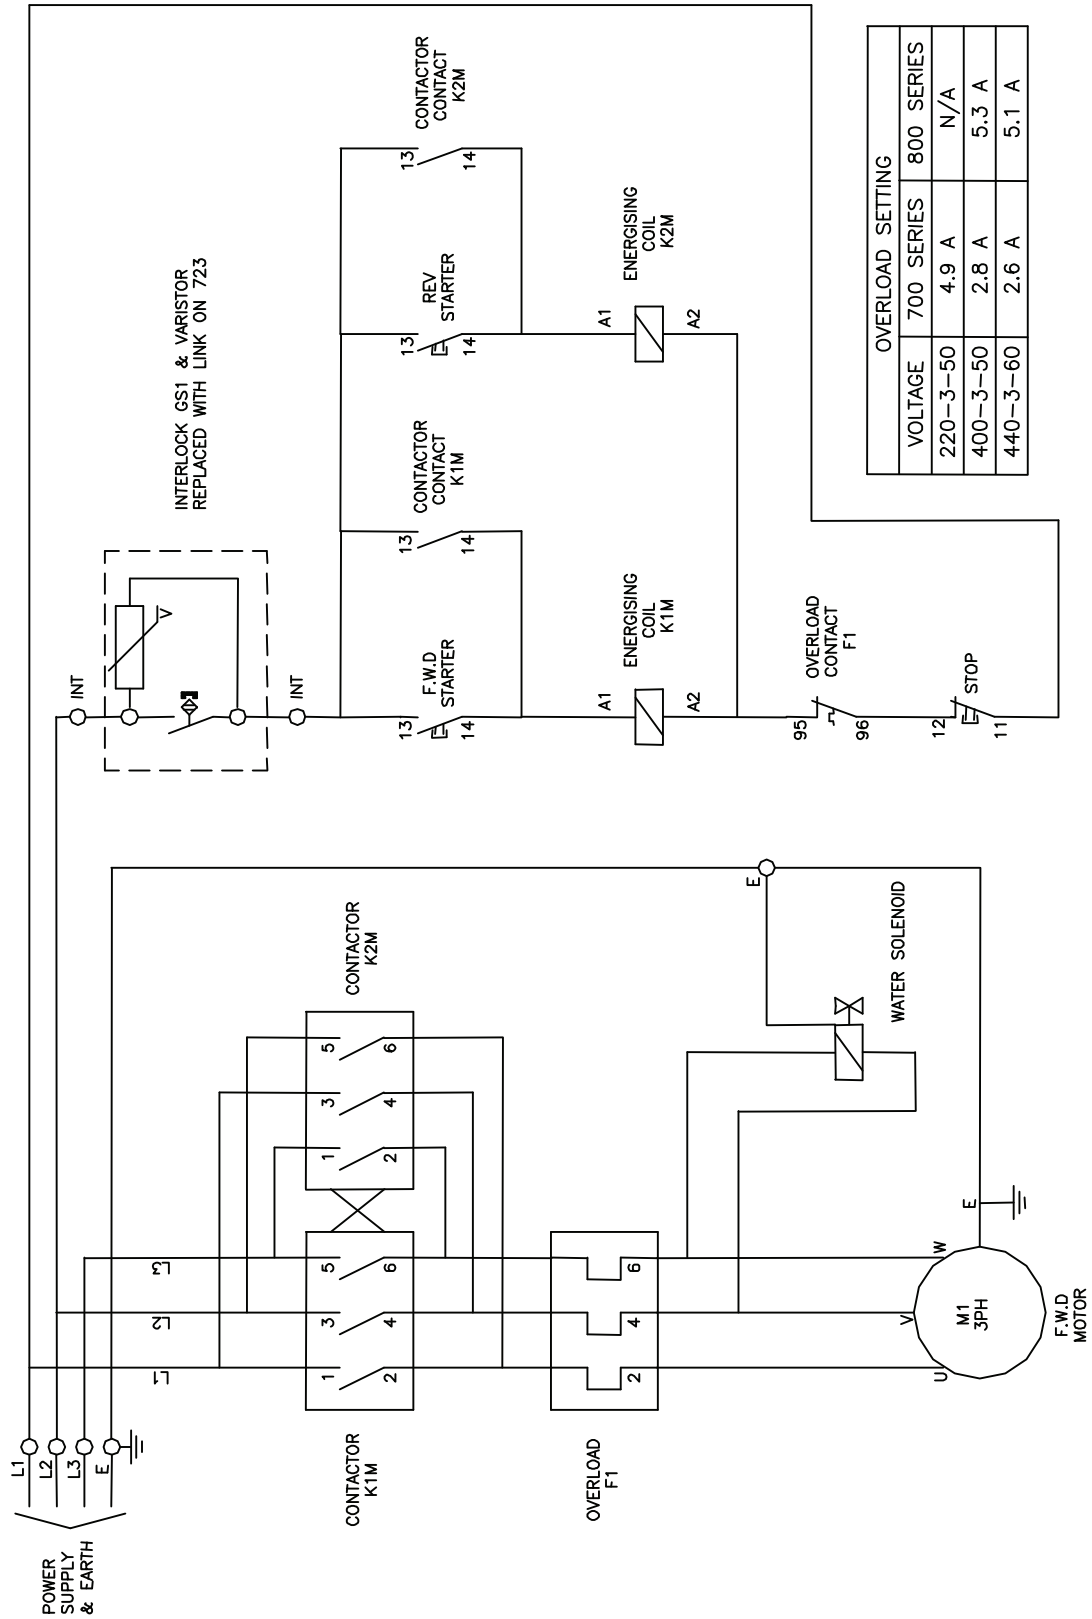 POWER
SUPPLY
& EARTH
L1
L2
L3
E
L1
L2
L3
INT
INT
INTERLOCK GS1 & VARISTOR
REPLACED WITH LINK ON 723
CONTACTOR
K1M
1
3
5
2
4
6
CONTACTOR
K2M
1
3
5
2
4
6
13
14
F.W.D
STARTER
13
14
CONTACTOR
CONTACT
K1M
13
14
REV
STARTER
13
14
CONTACTOR
CONTACT
K2M
OVERLOAD
F1
2
4
6
A1
A2
ENERGISING
COIL
K1M
A1
A2
ENERGISING
COIL
K2M
E
WATER SOLENOID
95
96
OVERLOAD
CONTACT
F1
12
11
STOP
U
V
W
E
M1
3PH
F.W.D
MOTOR
OVERLOAD SETTING
VOLTAGE 700 SERIES 800 SERIES
220-3-50 4.9 A N/A
400-3-50 2.8 A 5.3 A
440-3-60 2.6 A 5.1 A
V